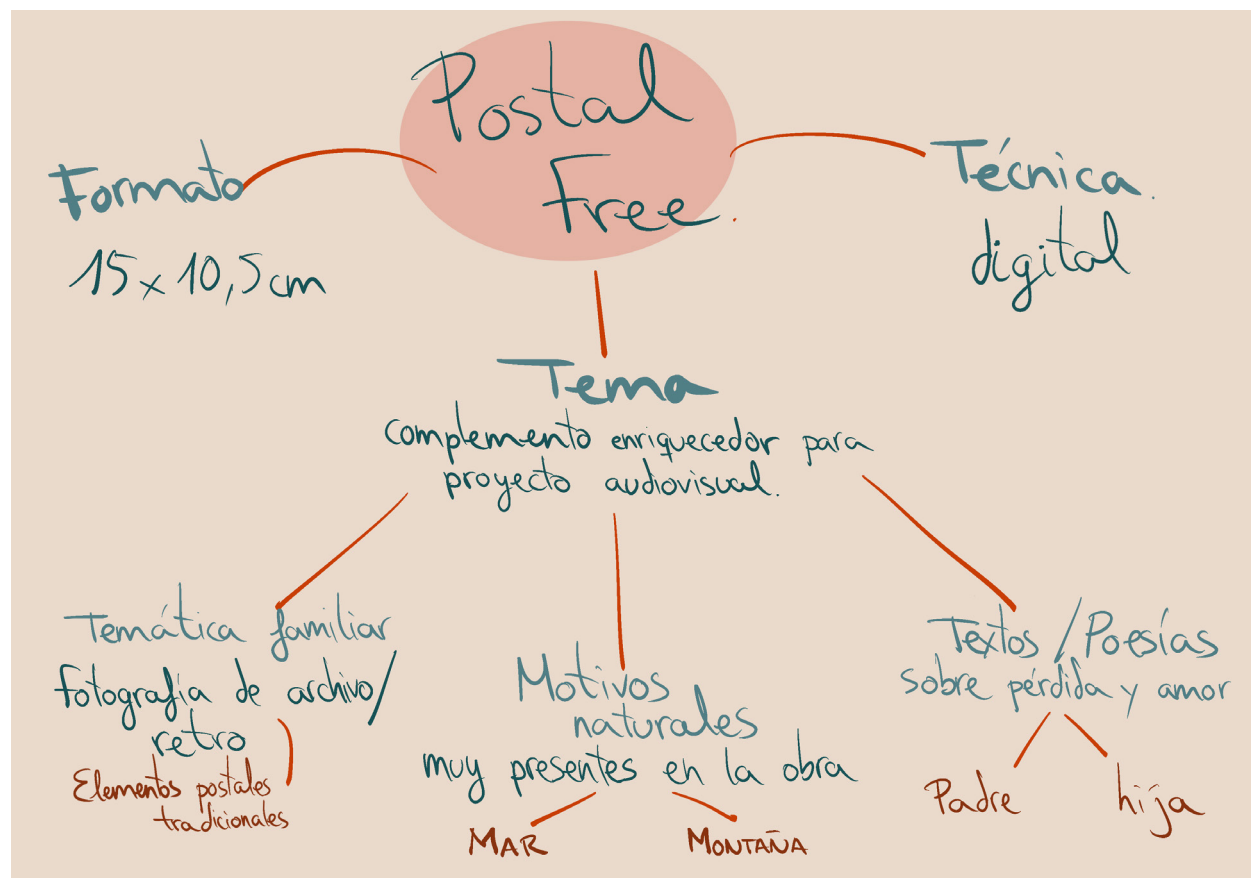 Postal
Free.
Formato
15 x 10,5 cm
Técnica.
digital
Tema
complemento enriquecedor para
proyecto audiovisual.
Temática familiar
fotografía de archivo/
retro
Elementos postales
tradicionales
Motivos
naturales
muy presentes en la obra
MAR
MONTAÑA
Textos / Poesías
sobre pérdida y amor
Padre
hija